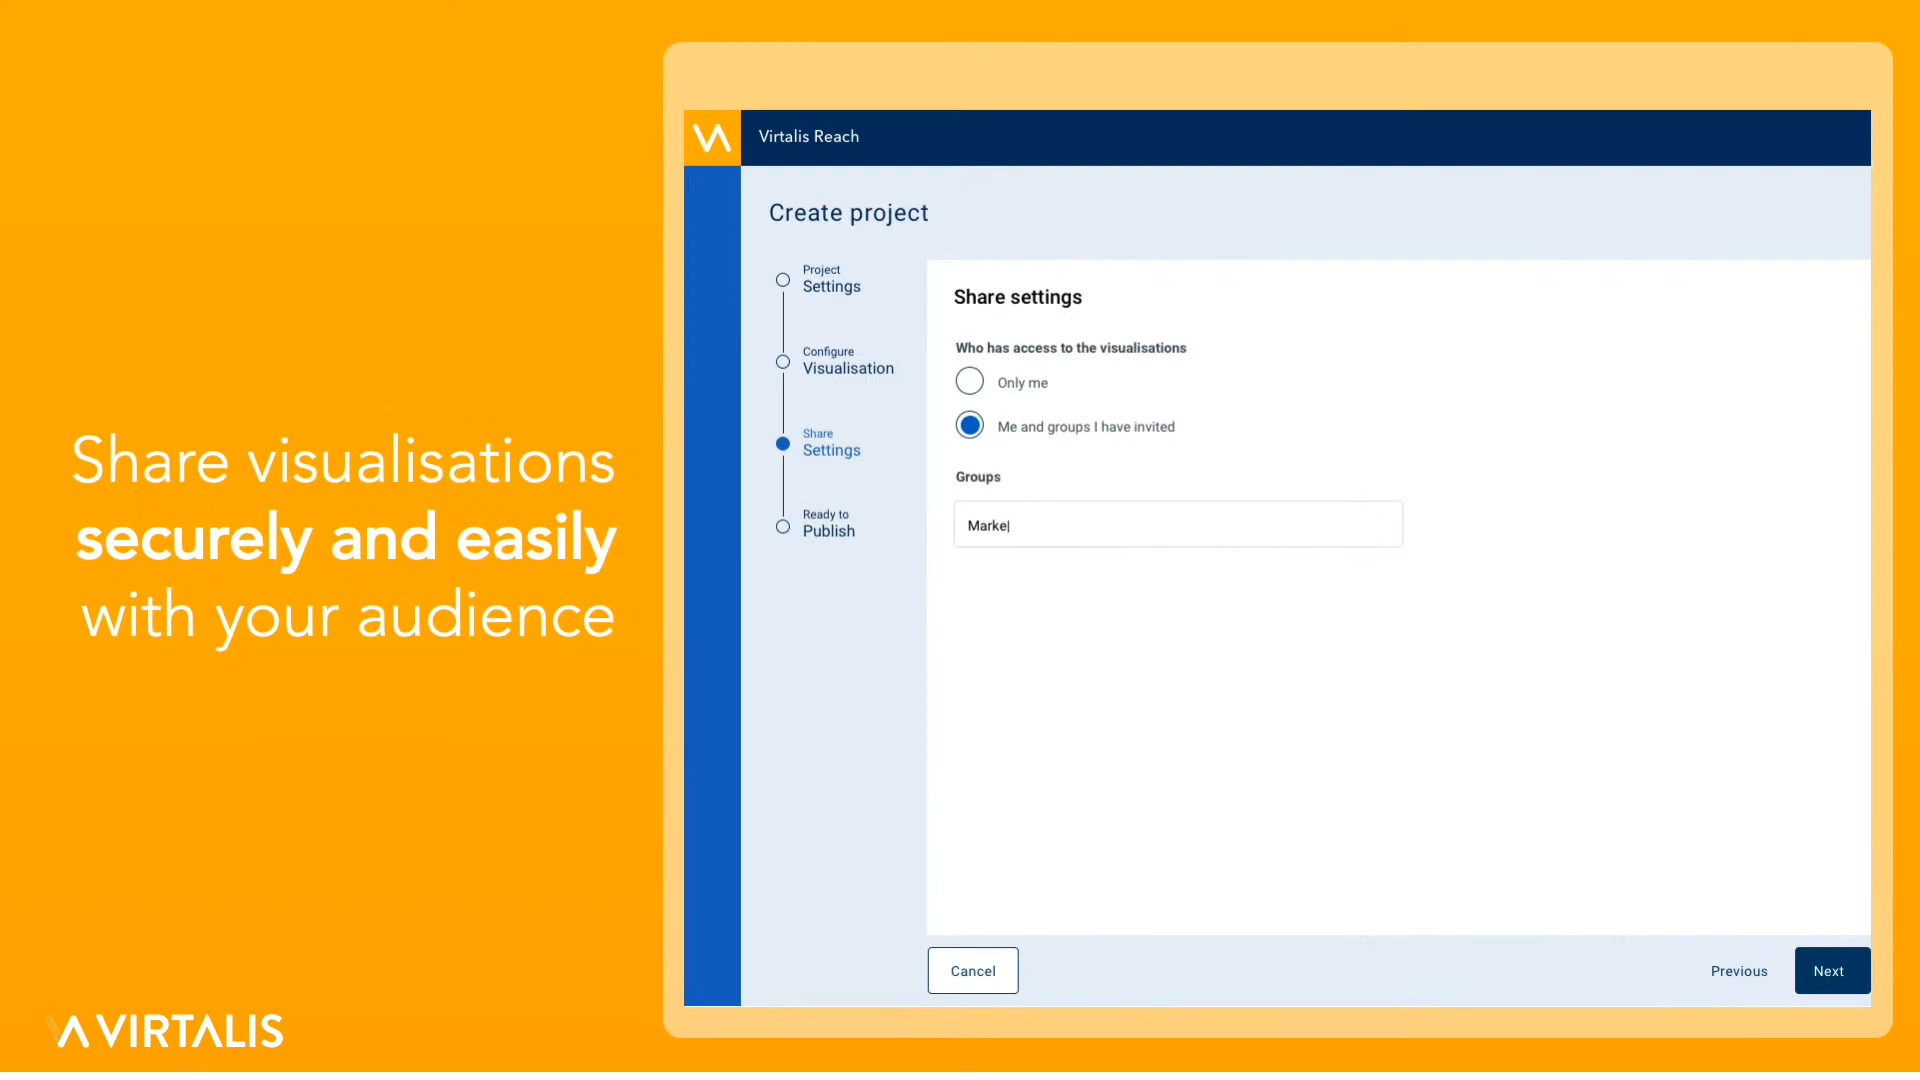 Share visualisations
securely and easily
with your audience
VIRTALIS
Virtalis Reach
Create project
Project
Settings
Configure
Visualisation
Share
Settings
Ready to
Publish
Share settings
Who has access to the visualisations
Only me
Me and groups I have invited
Groups
Marke
Cancel
Previous
Next